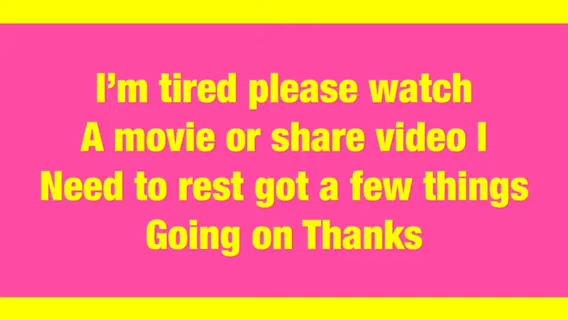 I'm tired please watch
A movie or share video I
Need to rest got a few things
Going on Thanks